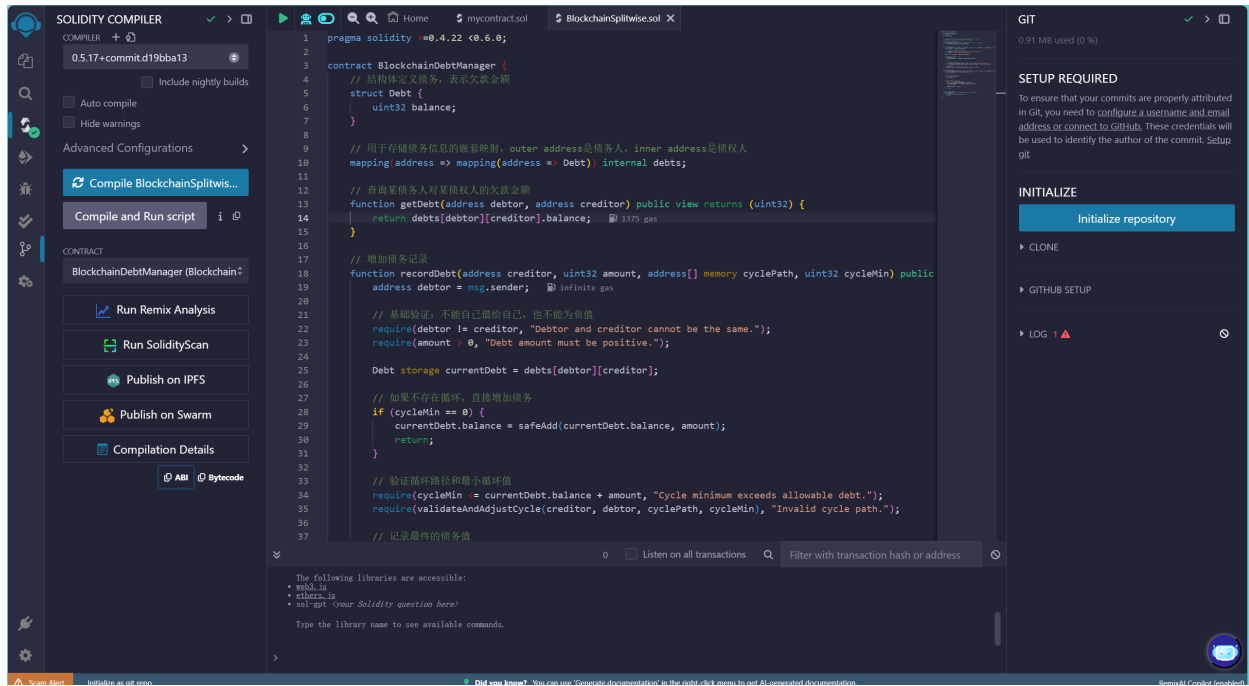 SOLIDITY COMPILER
COMPILER
0.5.17+commit.d19bba13
Include nightly builds
Auto compile
Hide warnings
Advanced Configurations
Compile BlockchainSplitwis...
Compile and Run script
CONTRACT
BlockchainDebtManager (Blockchain
Run Remix Analysis
Run SolidityScan
Publish on IPFS
Publish on Swarm
Compilation Details
ABI Bytecode
Home mycontract.sol BlockchainSplitwise.sol
1 pragma solidity >=0.4.22 <0.6.0;
2
3 contract BlockchainDebtManager {
4 // 结构体定义债务，表示欠款金额
5 struct Debt {
6 uint32 balance;
7 }
8
9 // 用于存储债务信息的嵌套映射，outer address是债务人，inner address是债权人
10 mapping(address => mapping(address => Debt)) internal debts;
11
12 // 查询某债务人对某债权人的欠款金额
13 function getDebt(address debtor, address creditor) public view returns (uint32) {
14 return debts[debtor][creditor].balance; 1375 gas
15 }
16
17 // 增加债务记录
18 function recordDebt(address creditor, uint32 amount, address[] memory cyclePath, uint32 cycleMin) public
19 address debtor = msg.sender; infinite gas
20
21 // 基础验证：不能自己借给自己，也不能为负值
22 require(debtor != creditor, "Debtor and creditor cannot be the same.");
23 require(amount > 0, "Debt amount must be positive.");
24
25 Debt storage currentDebt = debts[debtor][creditor];
26
27 // 如果不存在循环，直接增加债务
28 if (cycleMin == 0) {
29 currentDebt.balance = safeAdd(currentDebt.balance, amount);
30 return;
31 }
32
33 // 验证循环路径和最小循环值
34 require(cycleMin <= currentDebt.balance + amount, "Cycle minimum exceeds allowable debt.");
35 require(validateAndAdjustCycle(creditor, debtor, cyclePath, cycleMin), "Invalid cycle path.");
36
37 // 记录最终的债务值
0 Listen on all transactions Filter with transaction hash or address
The following libraries are accessible:
• web3.js
• ethers.js
• sol-gpt <your Solidity question here>
Type the library name to see available commands.
>
GIT
0.91 MB used (0 %)
SETUP REQUIRED
To ensure that your commits are properly attributed
in Git, you need to configure a username and email
address or connect to GitHub. These credentials will
be used to identify the author of the commit. Setup
git
INITIALIZE
Initialize repository
CLONE
GITHUB SETUP
LOG 1
Scam Alert Initialize as git repo Did you know? You can use 'Generate documentation' in the right-click menu to get AI-generated documentation. RemixAI Copilot (enabled)